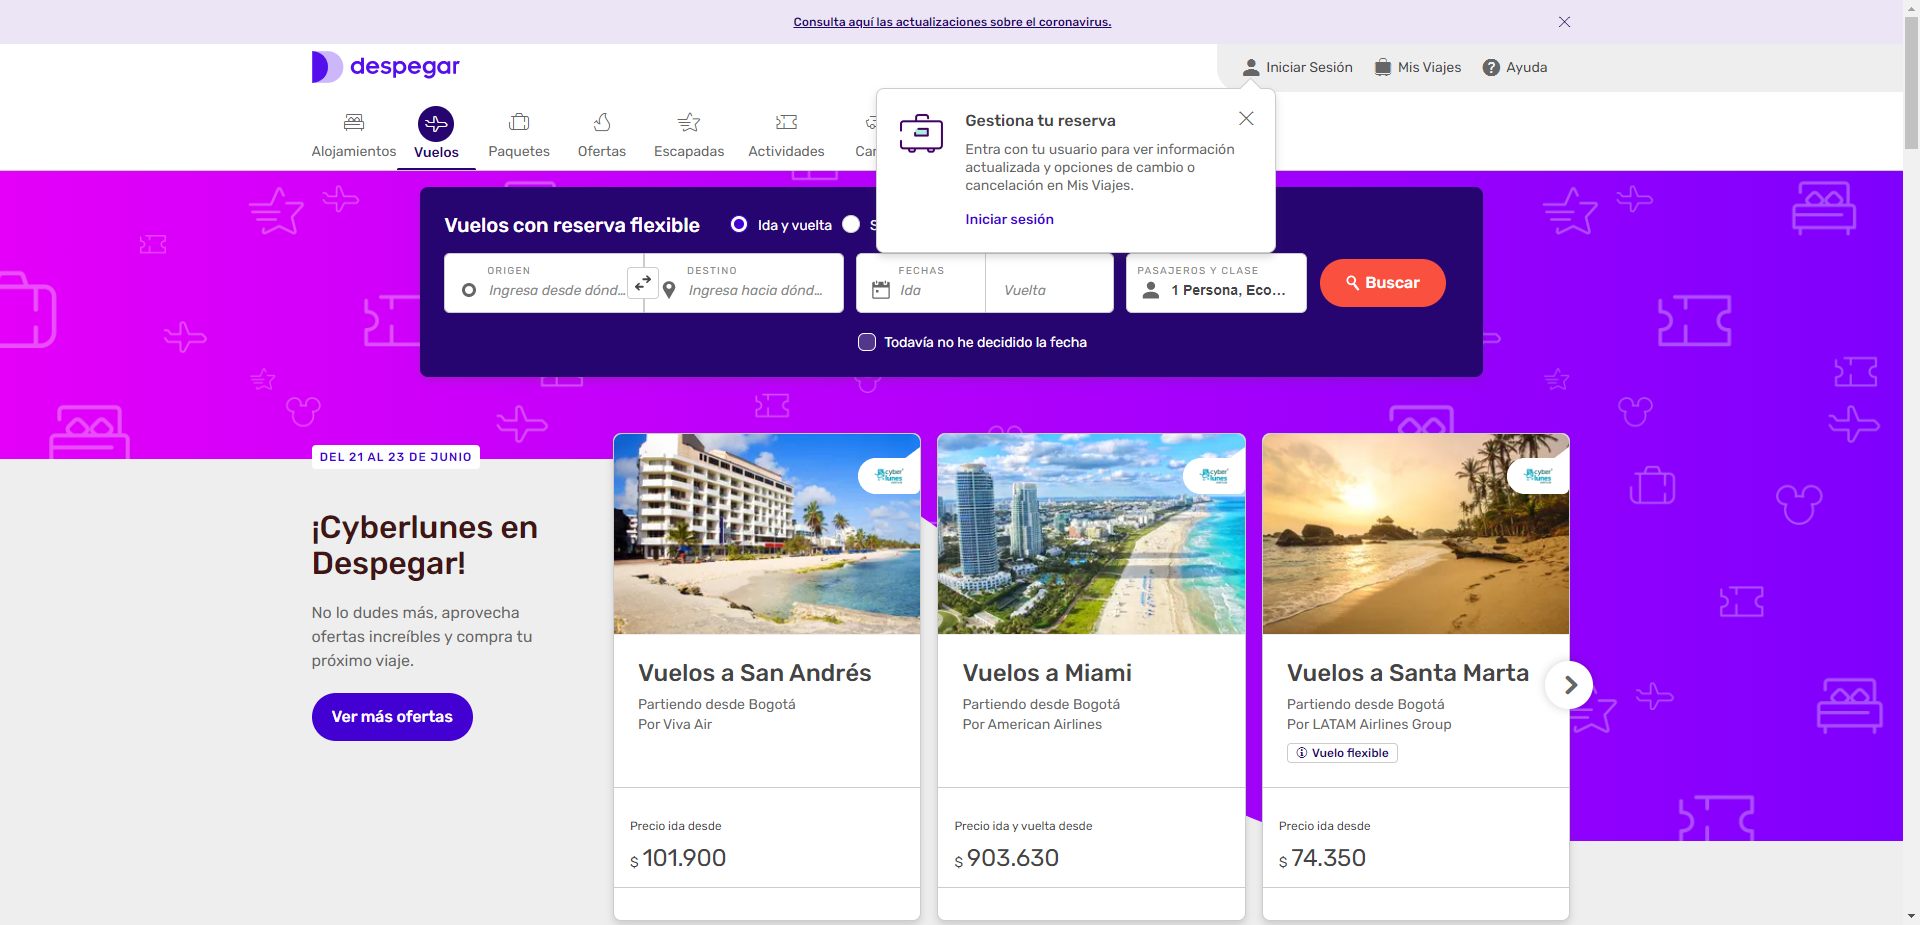 Consulta aquí las actualizaciones sobre el coronavirus.
despegar
Iniciar Sesión
Mis Viajes
Ayuda
Alojamientos
Vuelos
Paquetes
Ofertas
Escapadas
Actividades
Gestiona tu reserva
Entra con tu usuario para ver información
actualizada y opciones de cambio o
cancelación en Mis Viajes.
Iniciar sesión
Vuelos con reserva flexible
Ida y vuelta
ORIGEN
Ingresa desde dónd...
DESTINO
Ingresa hacia dónd...
FECHAS
Ida
Vuelta
PASAJEROS Y CLASE
1 Persona, Eco...
Buscar
Todavía no he decidido la fecha
DEL 21 AL 23 DE JUNIO
¡Cyberlunes en
Despegar!
No lo dudes más, aprovecha
ofertas increíbles y compra tu
próximo viaje.
Ver más ofertas
cyber
lunes
Vuelos a San Andrés
Partiendo desde Bogotá
Por Viva Air
Precio ida desde
$ 101.900
cyber
lunes
Vuelos a Miami
Partiendo desde Bogotá
Por American Airlines
Precio ida y vuelta desde
$ 903.630
cyber
lunes
Vuelos a Santa Marta
Partiendo desde Bogotá
Por LATAM Airlines Group
Vuelo flexible
Precio ida desde
$ 74.350